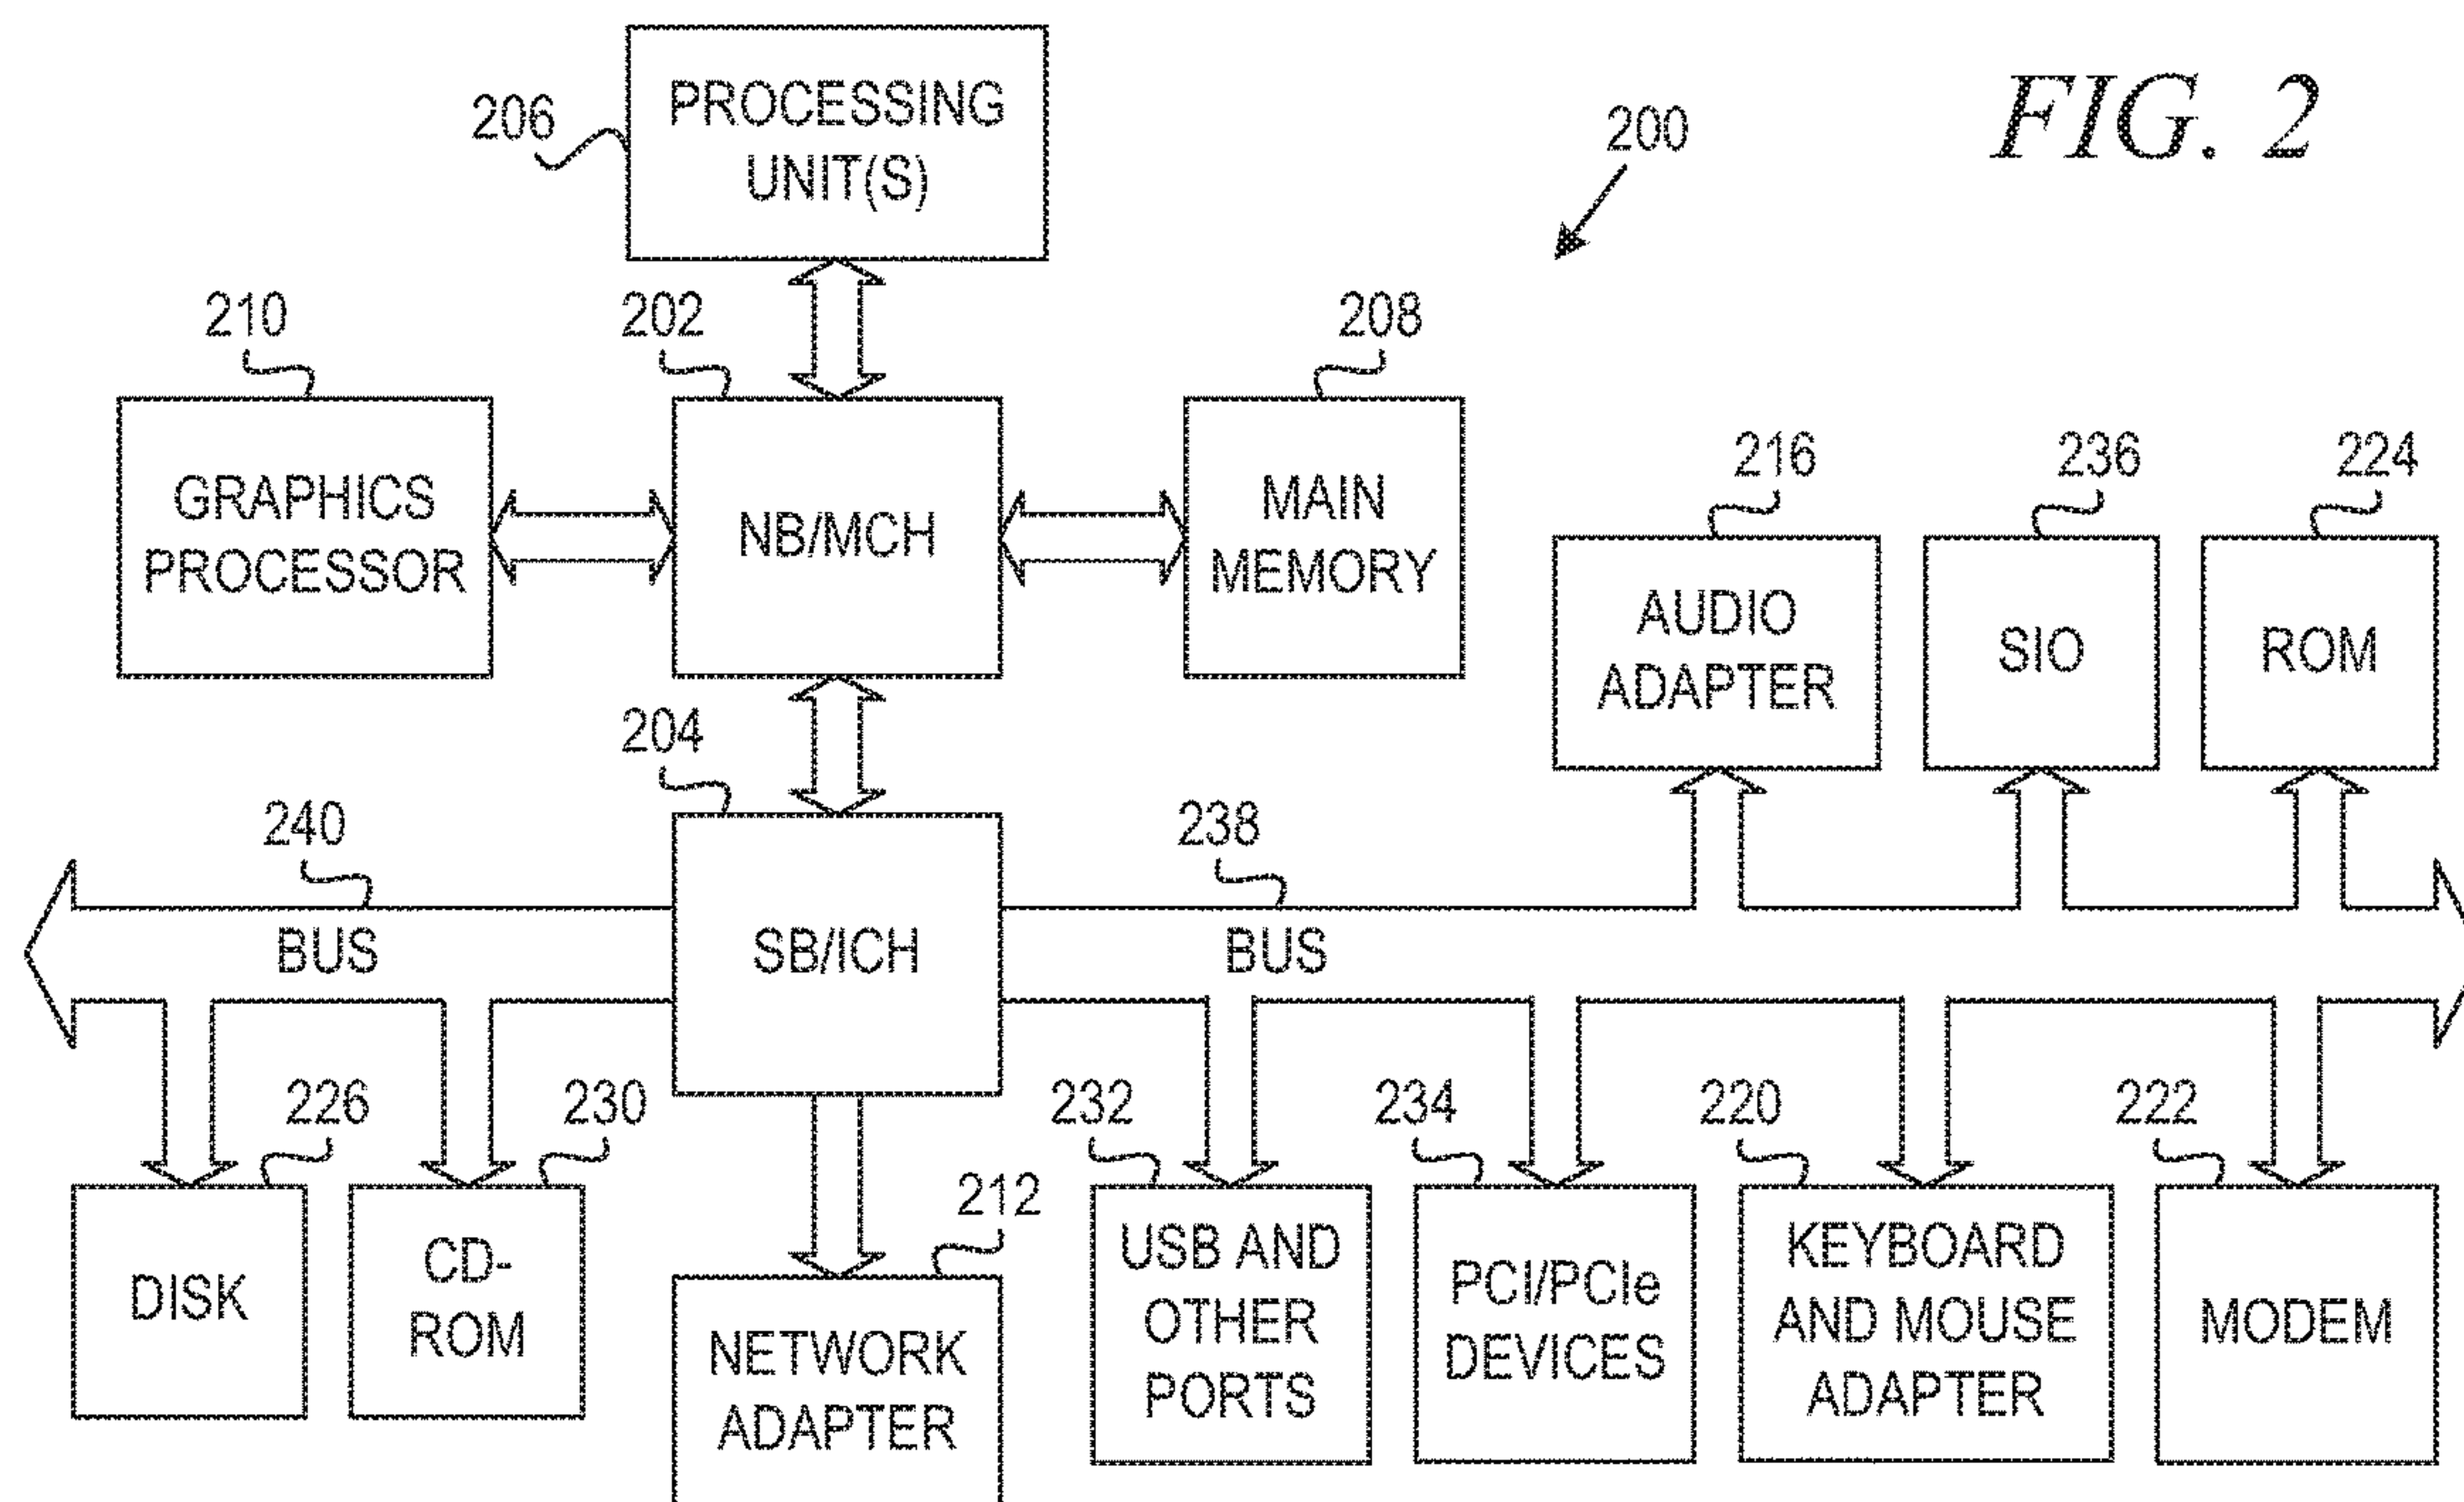 FIG. 2
200
206
PROCESSING
UNIT(S)
210
202
208
GRAPHICS
PROCESSOR
NB/MCH
MAIN
MEMORY
216
236
224
AUDIO
ADAPTER
SIO
ROM
204
240
238
BUS
SB/ICH
BUS
226
230
212
232
234
220
222
DISK
CD-
ROM
NETWORK
ADAPTER
USB AND
OTHER
PORTS
PCI/PCIe
DEVICES
KEYBOARD
AND MOUSE
ADAPTER
MODEM